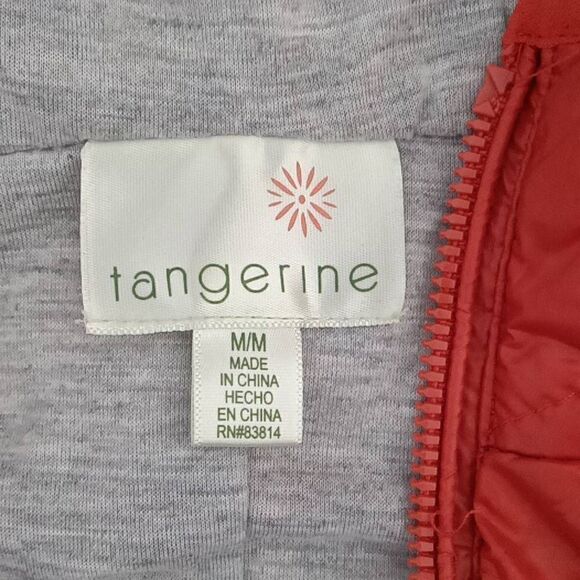 tangerine
M/M
MADE
IN CHINA
HECHO
EN CHINA
RN#83814